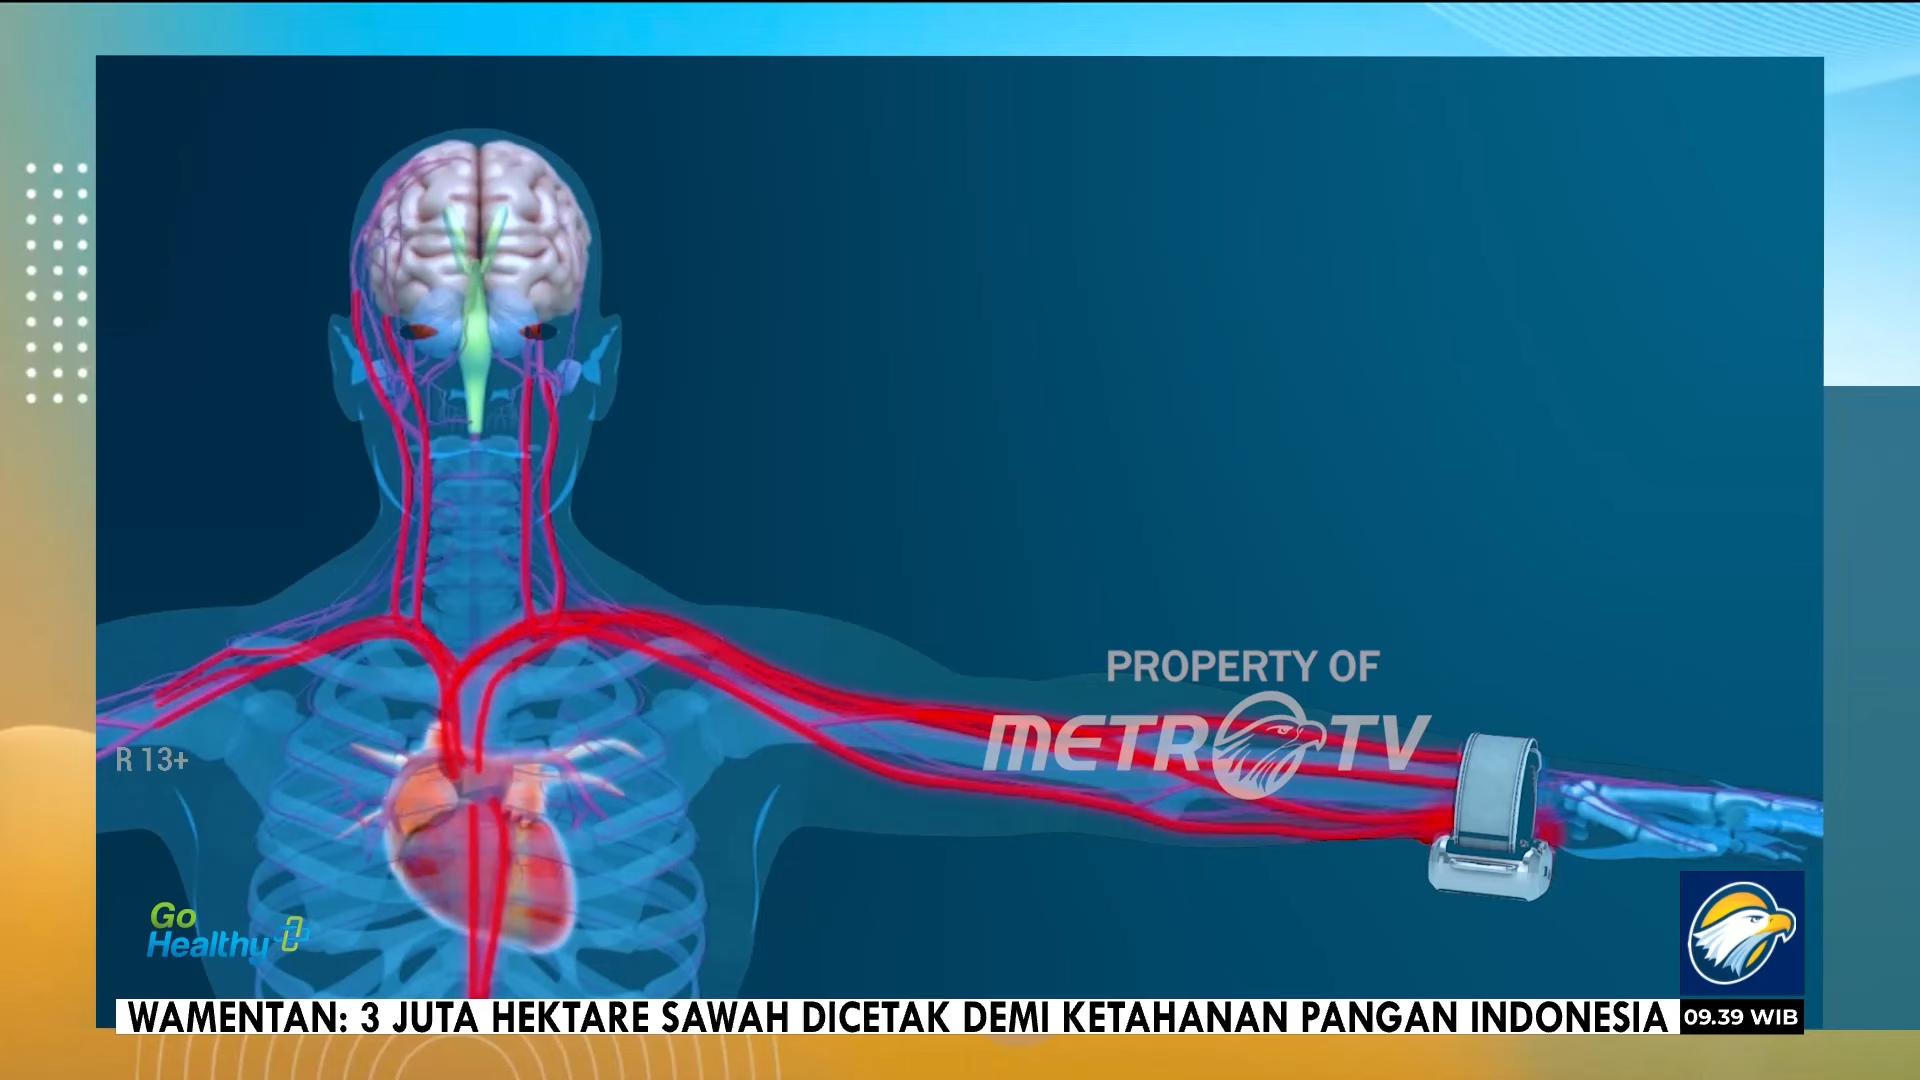 PROPERTY OF
METR TV
R 13+
Go
Healthy
WAMENTAN: 3 JUTA HEKTARE SAWAH DICETAK DEMI KETAHANAN PANGAN INDONESIA
09.39 WIB